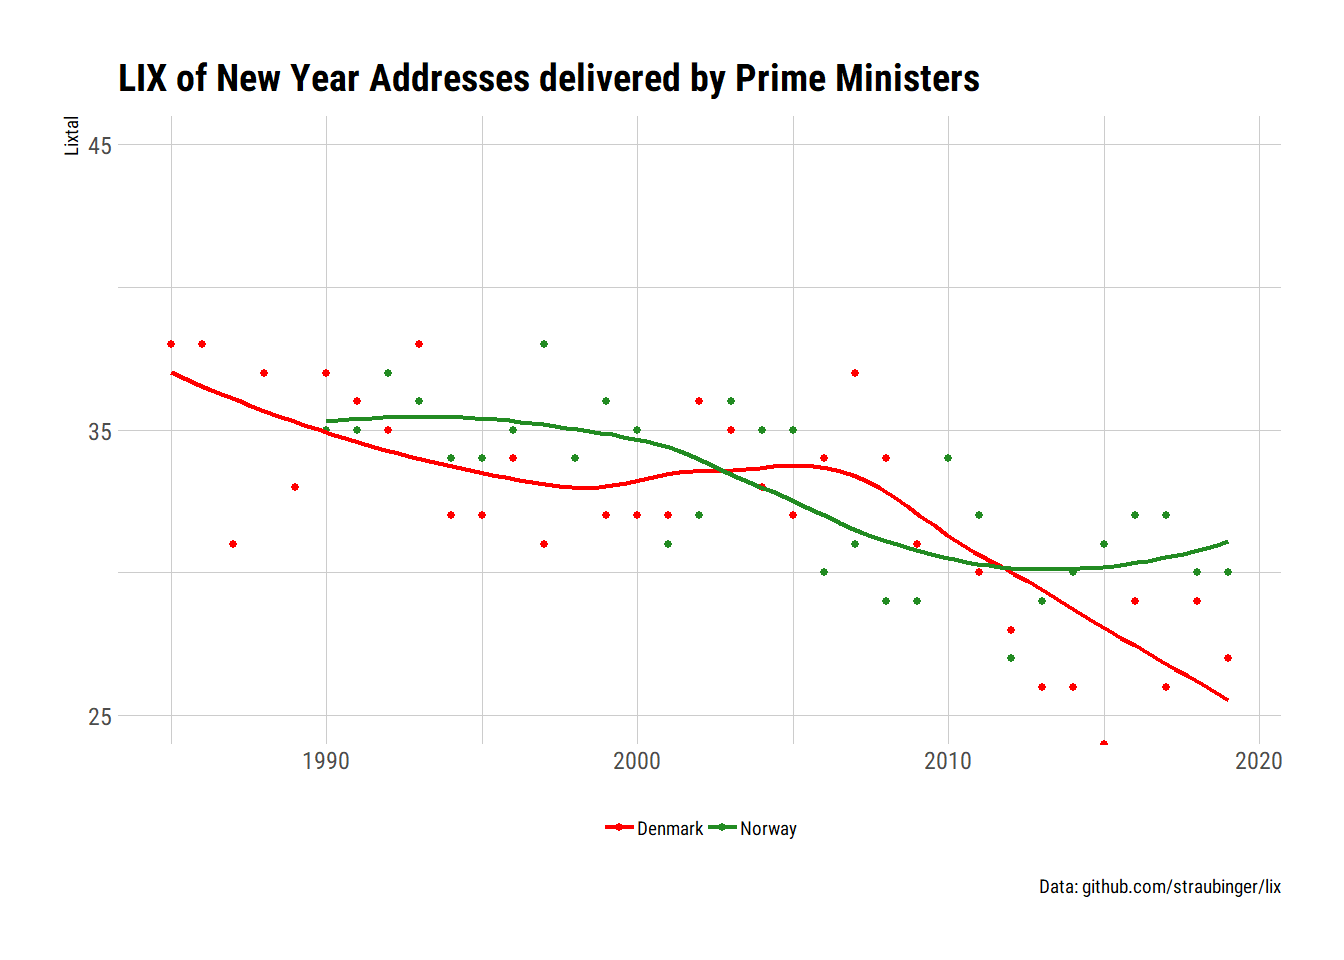 LIX of New Year Addresses delivered by Prime Ministers
Lixtal
45
35
25
1990 2000 2010 2020
Denmark Norway
Data: github.com/straubinger/lix